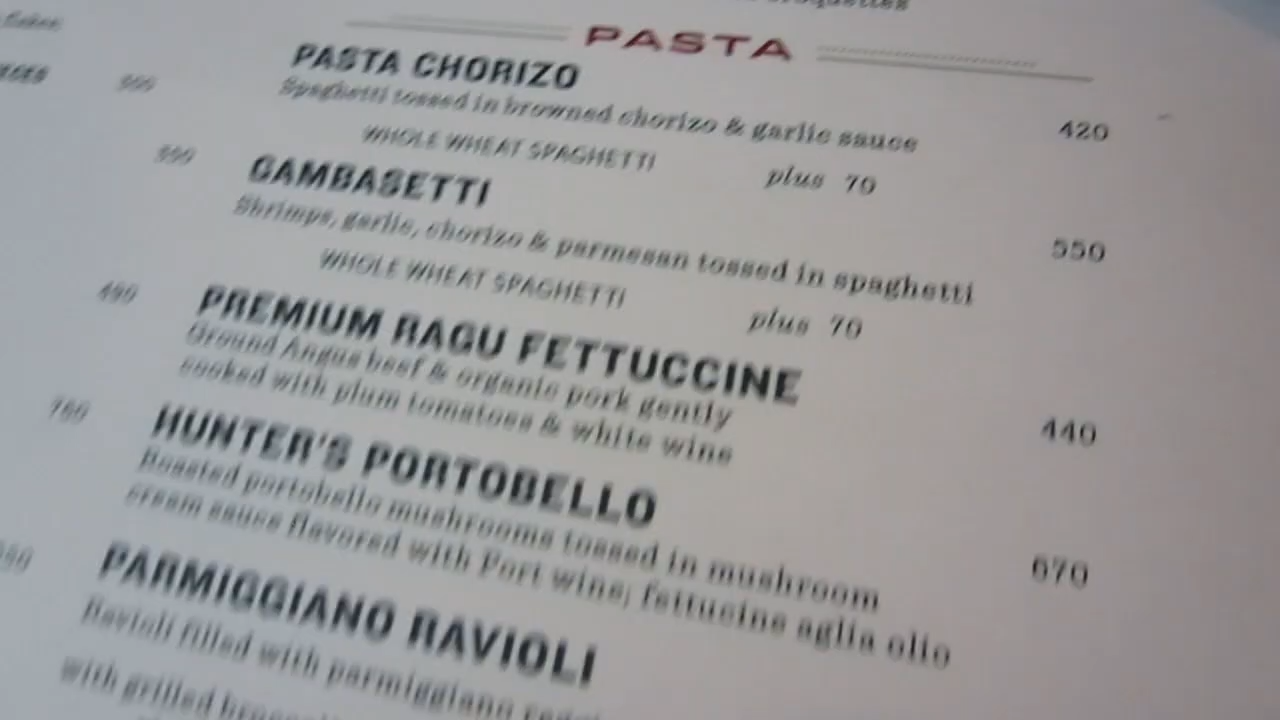 PASTA
PASTA CHORIZO
Spaghetti tossed in browned chorizo & garlic sauce 420
WHOLE WHEAT SPAGHETTI plus 70
GAMBASETTI
Shrimps, garlic, chorizo & parmesan tossed in spaghetti 550
WHOLE WHEAT SPAGHETTI plus 70
PREMIUM RAGU FETTUCCINE
Ground Angus beef & organic pork gently
cooked with plum tomatoes & white wine 440
HUNTER'S PORTOBELLO
Roasted portobello mushrooms tossed in mushroom
cream sauce flavored with Port wine; fettucine aglia olio 670
PARMIGGIANO RAVIOLI
Ravioli filled with parmiggiano
with grilled